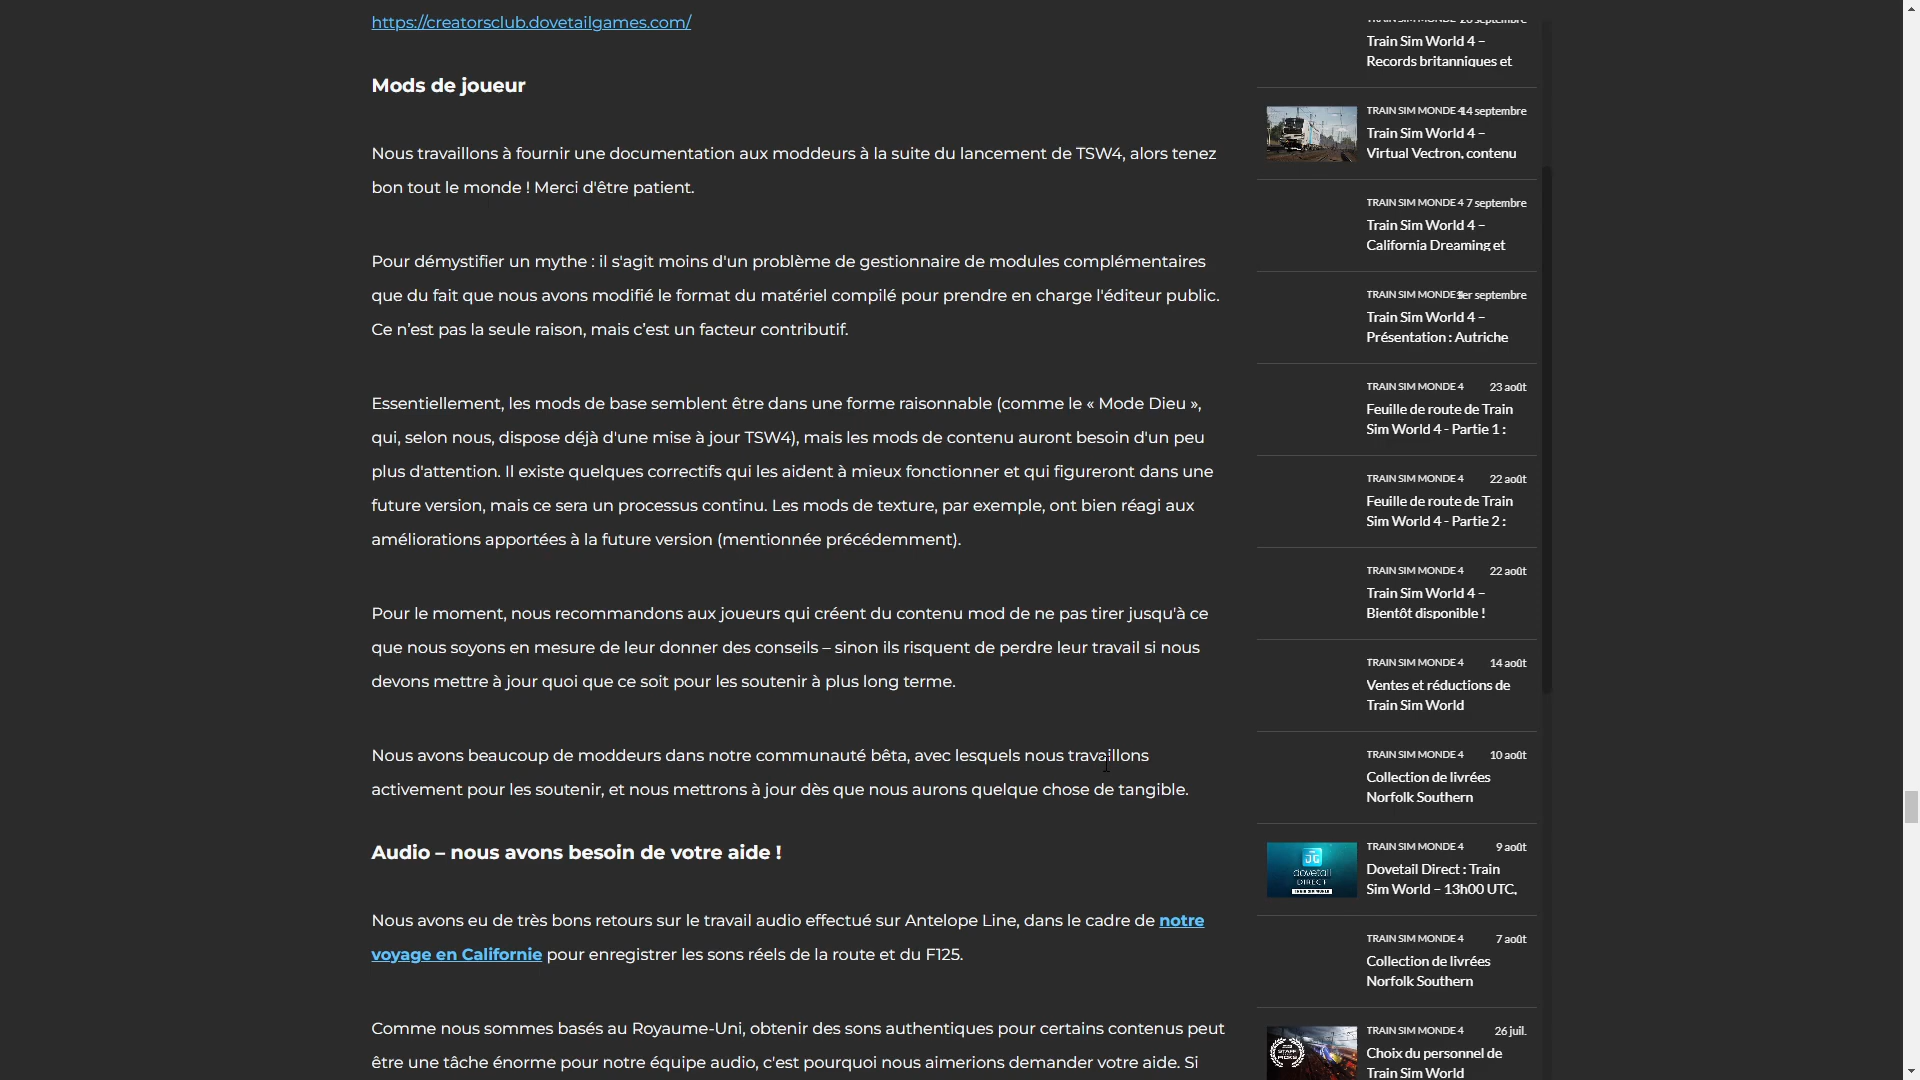 https://creatorsclub.dovetailgames.com/
Mods de joueur
Nous travaillons à fournir une documentation aux moddeurs à la suite du lancement de TSW4, alors tenez
bon tout le monde ! Merci d'être patient.
Pour démystifier un mythe : il s'agit moins d'un problème de gestionnaire de modules complémentaires
que du fait que nous avons modifié le format du matériel compilé pour prendre en charge l'éditeur public.
Ce n’est pas la seule raison, mais c’est un facteur contributif.
Essentiellement, les mods de base semblent être dans une forme raisonnable (comme le « Mode Dieu »,
qui, selon nous, dispose déjà d'une mise à jour TSW4), mais les mods de contenu auront besoin d'un peu
plus d'attention. Il existe quelques correctifs qui les aident à mieux fonctionner et qui figureront dans une
future version, mais ce sera un processus continu. Les mods de texture, par exemple, ont bien réagi aux
améliorations apportées à la future version (mentionnée précédemment).
Pour le moment, nous recommandons aux joueurs qui créent du contenu mod de ne pas tirer jusqu'à ce
que nous soyons en mesure de leur donner des conseils – sinon ils risquent de perdre leur travail si nous
devons mettre à jour quoi que ce soit pour les soutenir à plus long terme.
Nous avons beaucoup de moddeurs dans notre communauté bêta, avec lesquels nous travaillons
activement pour les soutenir, et nous mettrons à jour dès que nous aurons quelque chose de tangible.
Audio – nous avons besoin de votre aide !
Nous avons eu de très bons retours sur le travail audio effectué sur Antelope Line, dans le cadre de notre
voyage en Californie pour enregistrer les sons réels de la route et du F125.
Comme nous sommes basés au Royaume-Uni, obtenir des sons authentiques pour certains contenus peut
être une tâche énorme pour notre équipe audio, c'est pourquoi nous aimerions demander votre aide. Si
Train Sim World 4 –
Records britanniques et
TRAIN SIM MONDE 4 14 septembre
Train Sim World 4 –
Virtual Vectron, contenu
TRAIN SIM MONDE 4 7 septembre
Train Sim World 4 –
California Dreaming et
TRAIN SIM MONDE 4 1er septembre
Train Sim World 4 –
Présentation : Autriche
TRAIN SIM MONDE 4 23 août
Feuille de route de Train
Sim World 4 - Partie 1 :
TRAIN SIM MONDE 4 22 août
Feuille de route de Train
Sim World 4 - Partie 2 :
TRAIN SIM MONDE 4 22 août
Train Sim World 4 –
Bientôt disponible !
TRAIN SIM MONDE 4 14 août
Ventes et réductions de
Train Sim World
TRAIN SIM MONDE 4 10 août
Collection de livrées
Norfolk Southern
dovetail
DIRECT
TRAIN SIM WORLD
TRAIN SIM MONDE 4 9 août
Dovetail Direct : Train
Sim World – 13h00 UTC,
TRAIN SIM MONDE 4 7 août
Collection de livrées
Norfolk Southern
STAFF
PICKS
TRAIN SIM MONDE 4 26 juil.
Choix du personnel de
Train Sim World